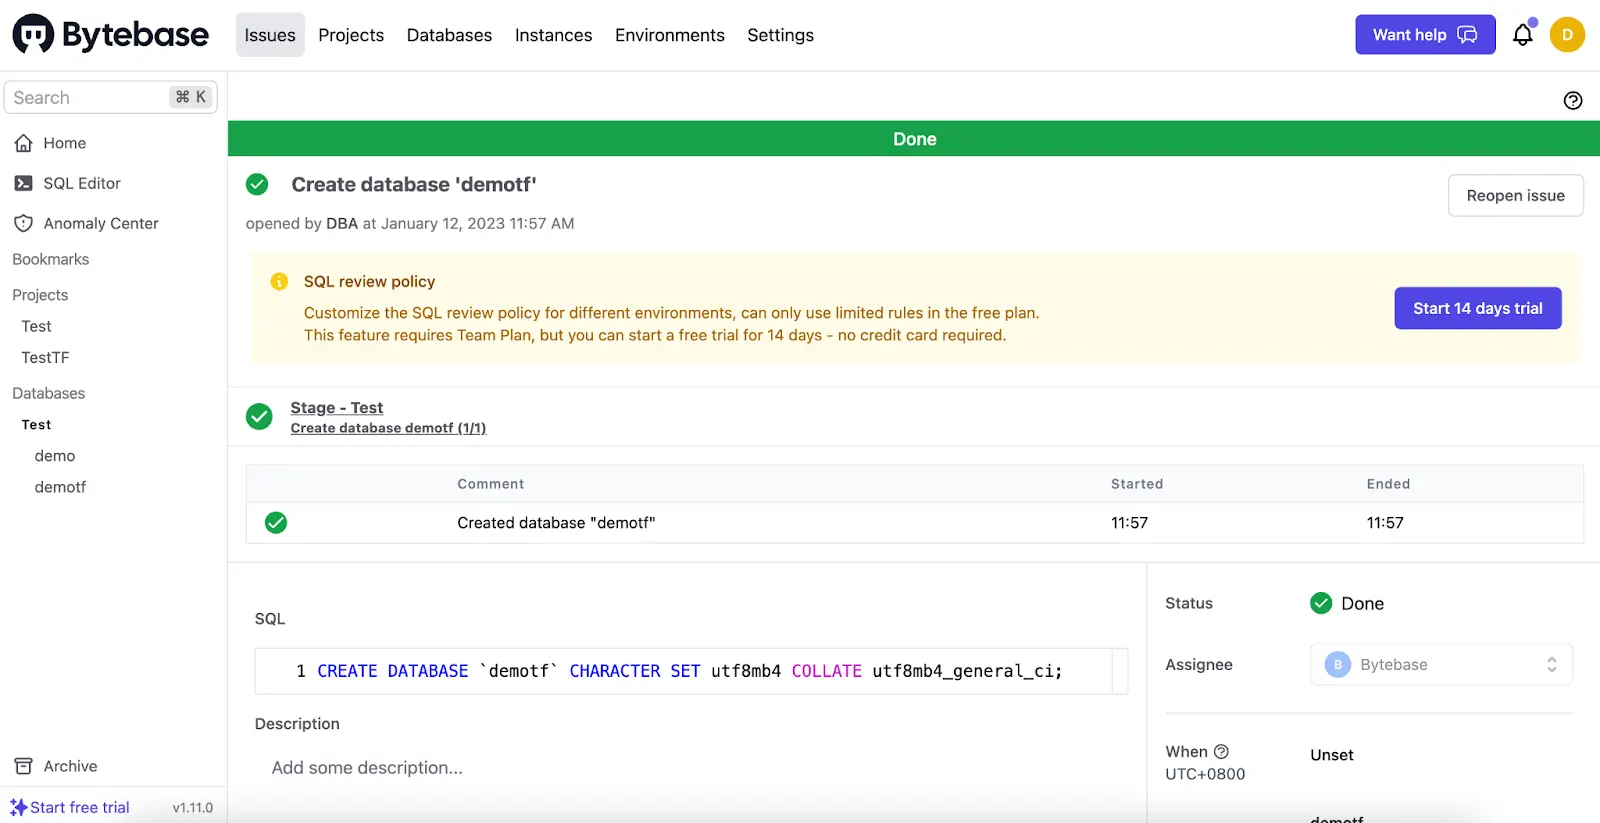 Bytebase
Issues Projects Databases Instances Environments Settings
Want help
D
Search ⌘ K
Home
SQL Editor
Anomaly Center
Bookmarks
Projects
Test
TestTF
Databases
Test
demo
demotf
Archive
Start free trial v1.11.0
Done
Create database 'demotf'
Reopen issue
opened by DBA at January 12, 2023 11:57 AM
SQL review policy
Customize the SQL review policy for different environments, can only use limited rules in the free plan.
This feature requires Team Plan, but you can start a free trial for 14 days - no credit card required.
Start 14 days trial
Stage - Test
Create database demotf (1/1)
Comment Started Ended
Created database "demotf" 11:57 11:57
SQL
1 CREATE DATABASE `demotf` CHARACTER SET utf8mb4 COLLATE utf8mb4_general_ci;
Description
Add some description...
Status Done
Assignee B Bytebase
When Unset
UTC+0800
demotf